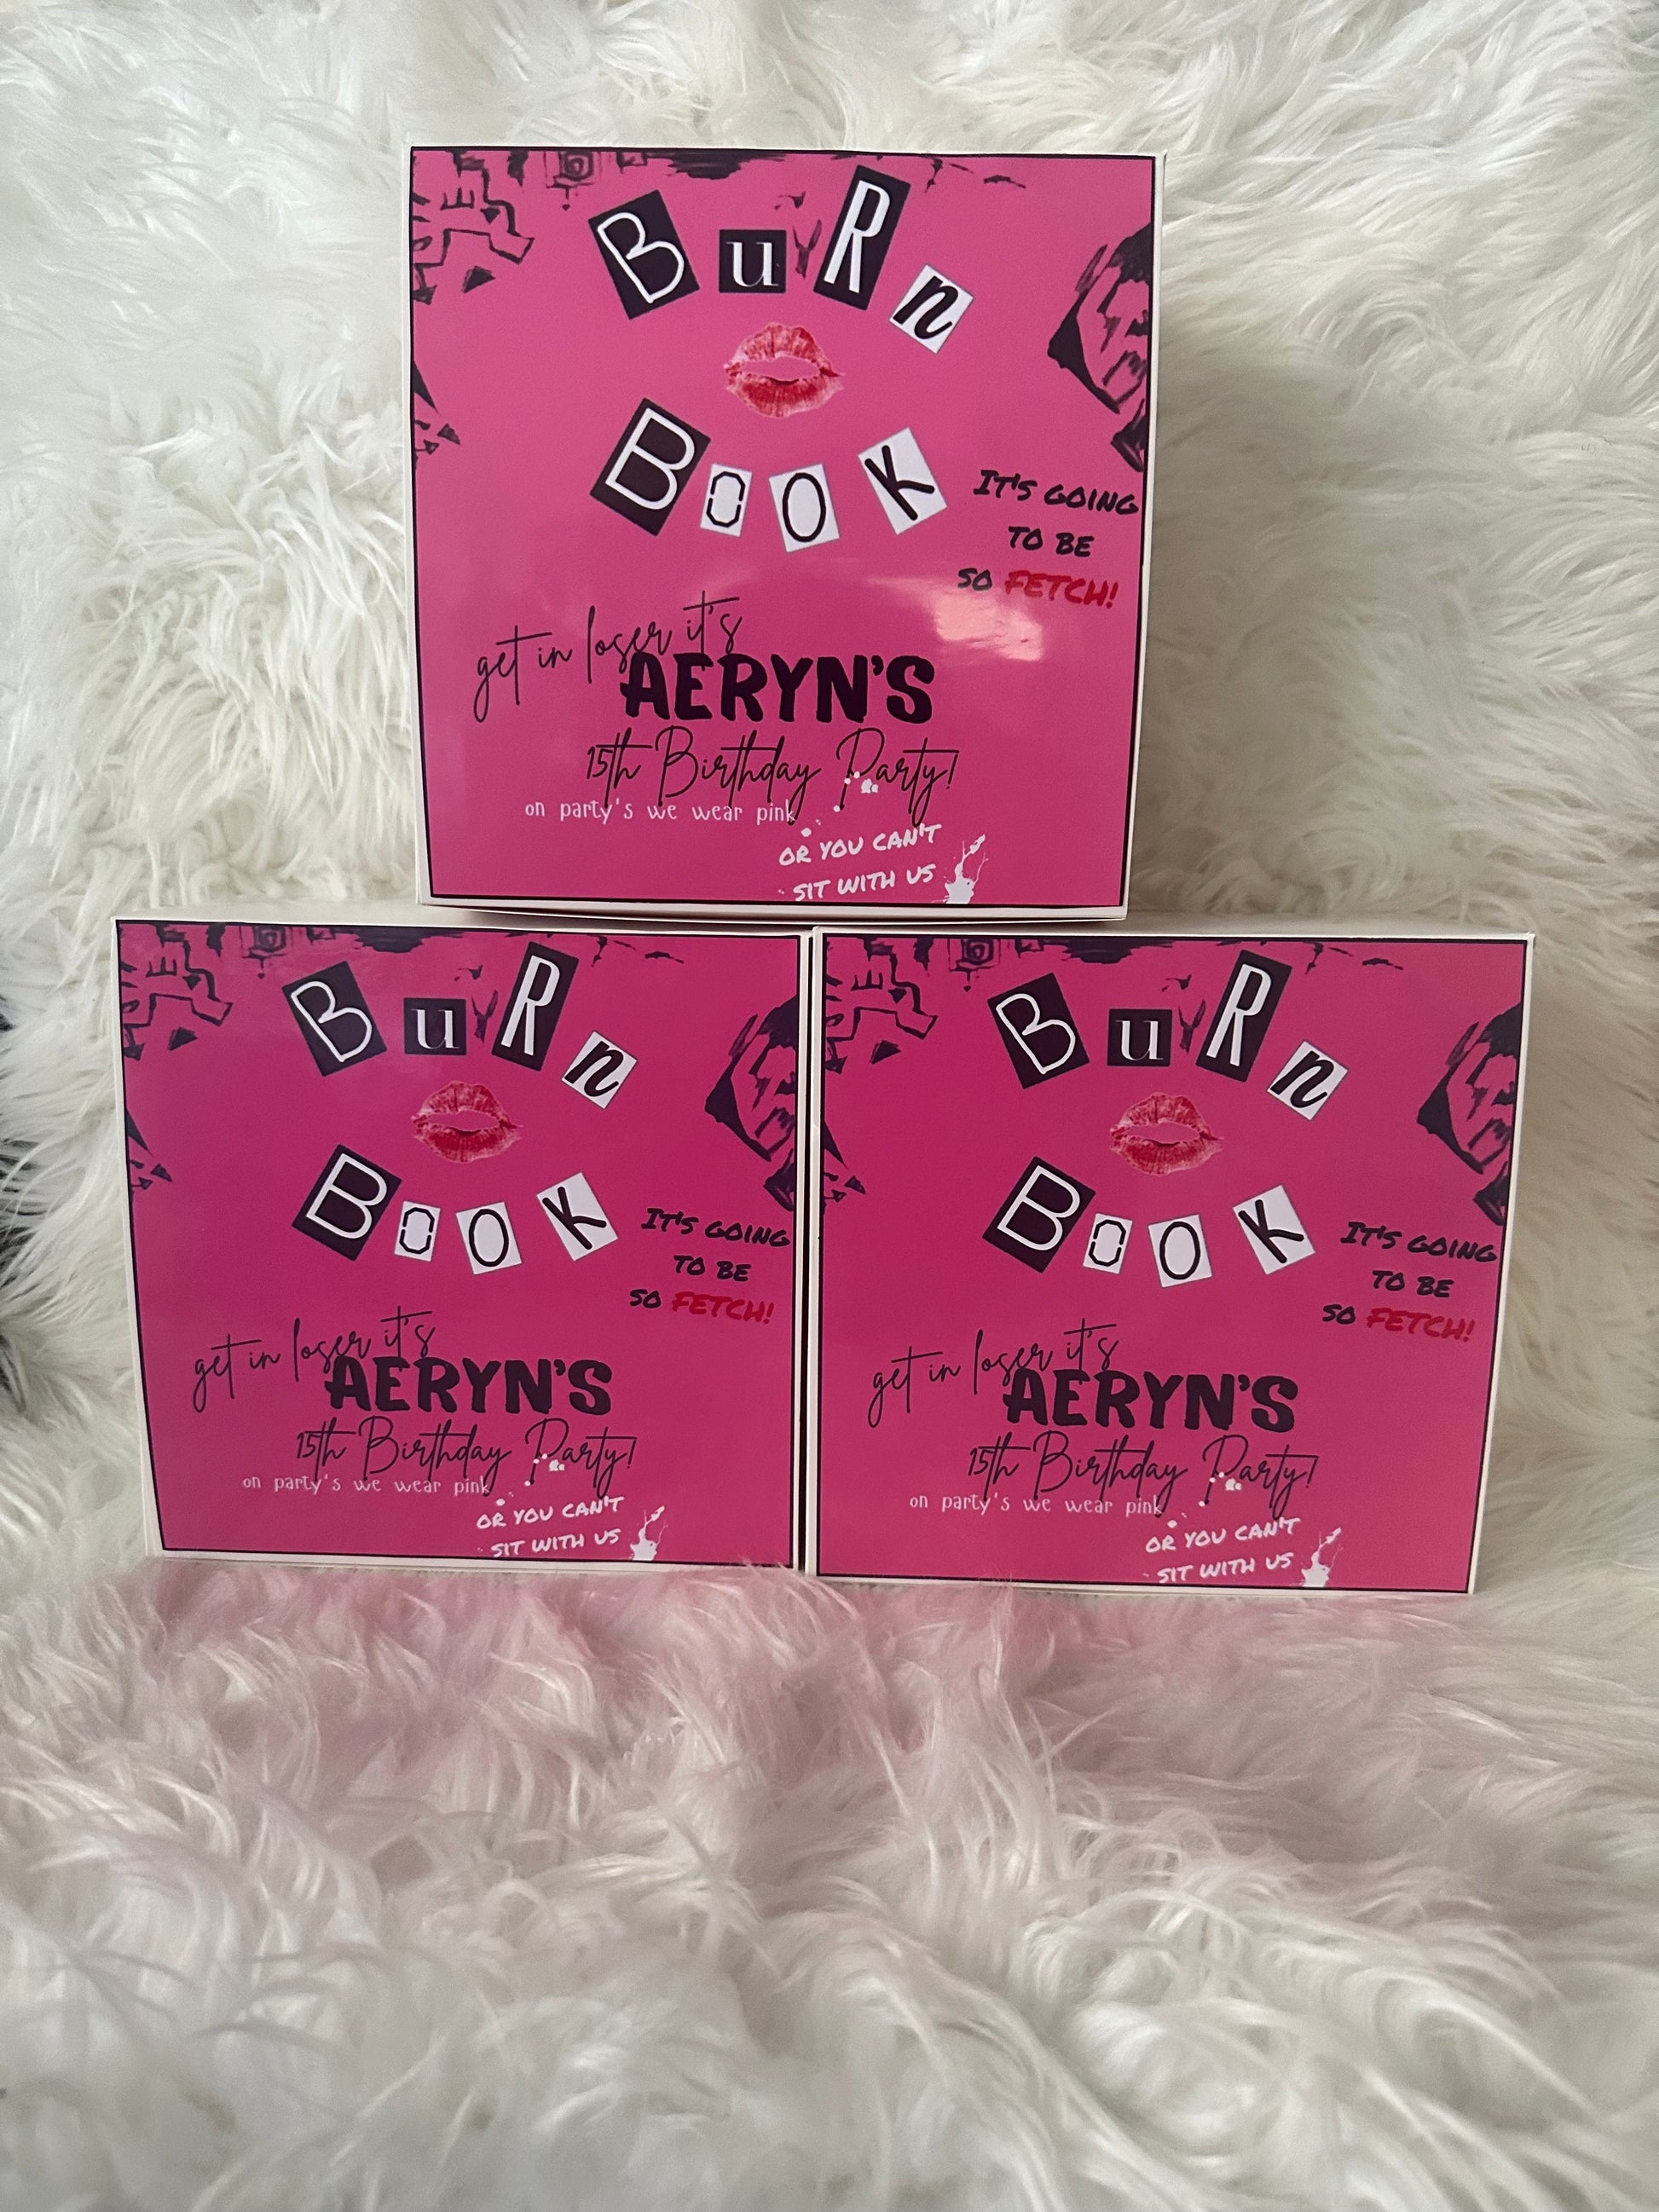 BuRn
BOOK
IT'S GOING
TO BE
SO FETCH!
get in loser it's
AERYN'S
15th Birthday Party!
on party's we wear pink
OR YOU CAN'T
SIT WITH US
BuRn
BOOK
IT'S GOING
TO BE
SO FETCH!
get in loser it's
AERYN'S
15th Birthday Party!
on party's we wear pink
OR YOU CAN'T
SIT WITH US
BuRn
BOOK
IT'S GOING
TO BE
SO FETCH!
get in loser it's
AERYN'S
15th Birthday Party!
on party's we wear pink
OR YOU CAN'T
SIT WITH US